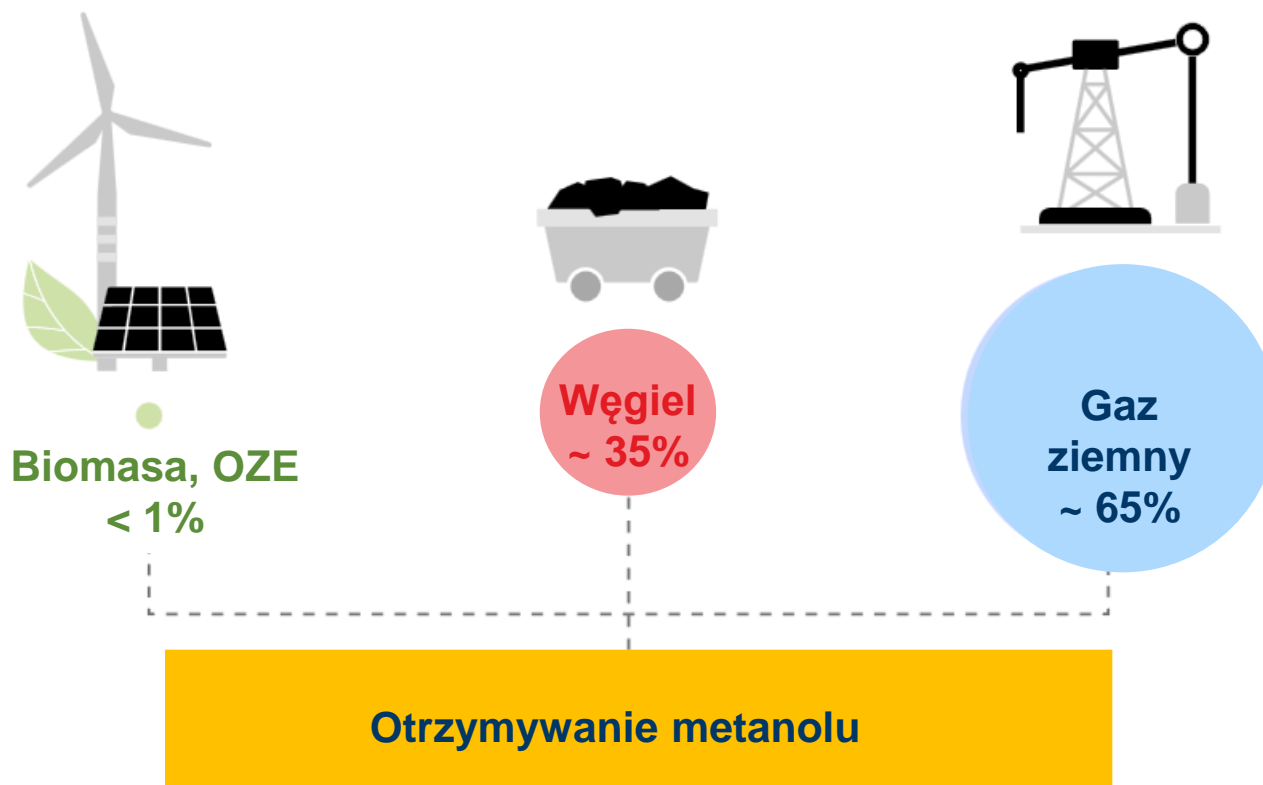 Biomasa, OZE
< 1%
Węgiel
~ 35%
Gaz
ziemny
~ 65%
Otrzymywanie metanolu